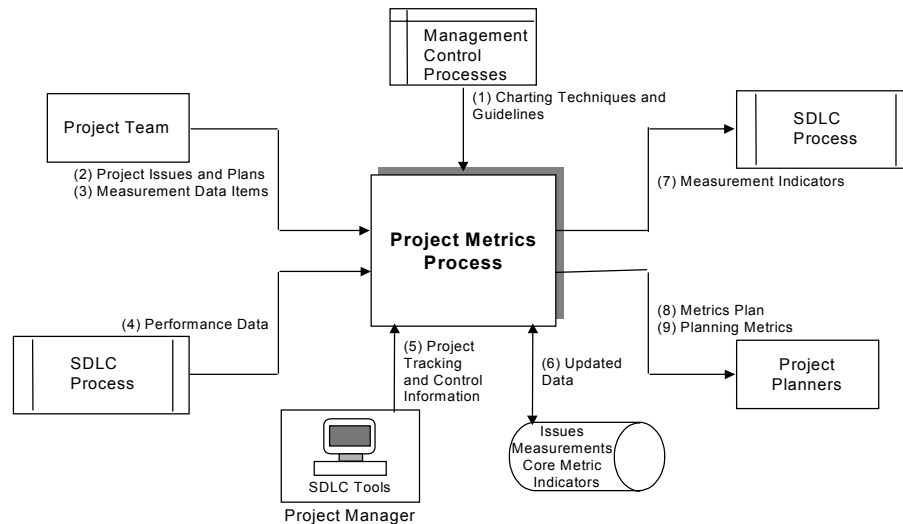 Management
Control
Processes
(1) Charting Techniques and
Guidelines
Project Team
(2) Project Issues and Plans
(3) Measurement Data Items
SDLC
Process
(7) Measurement Indicators
Project Metrics
Process
(4) Performance Data
SDLC
Process
(5) Project
Tracking
and Control
Information
(6) Updated
Data
(8) Metrics Plan
(9) Planning Metrics
Project
Planners
SDLC Tools
Project Manager
Issues
Measurements
Core Metric
Indicators